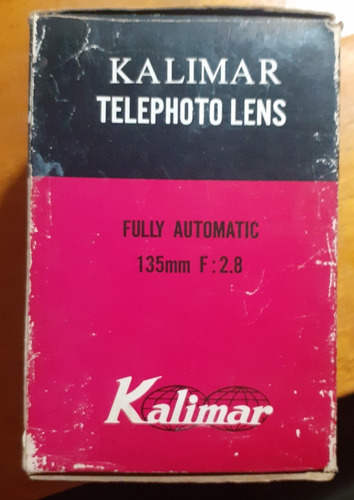 KALIMAR
TELEPHOTO LENS
FULLY AUTOMATIC
135mm F:2.8
Kalimar